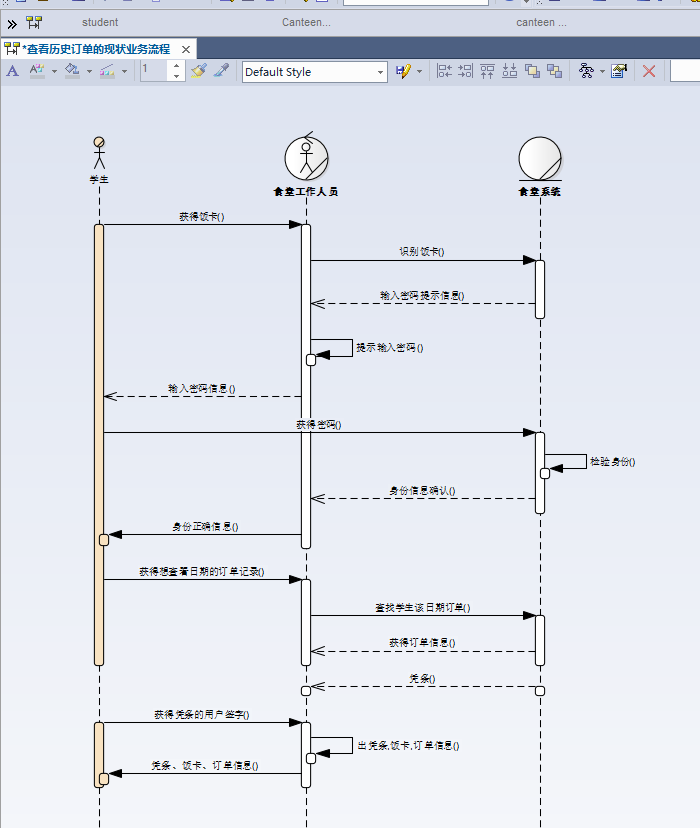 student
Canteen...
canteen ...
*查看历史订单的现状业务流程
1
Default Style
学生
食堂工作人员
食堂系统
获得饭卡()
识别饭卡()
输入密码提示信息()
提示输入密码()
输入密码信息()
获得密码()
检验身份()
身份信息确认()
身份正确信息()
获得想查看日期的订单记录()
查找学生该日期订单()
获得订单信息()
凭条()
获得凭条的用户签字()
出凭条,饭卡,订单信息()
凭条、饭卡、订单信息()